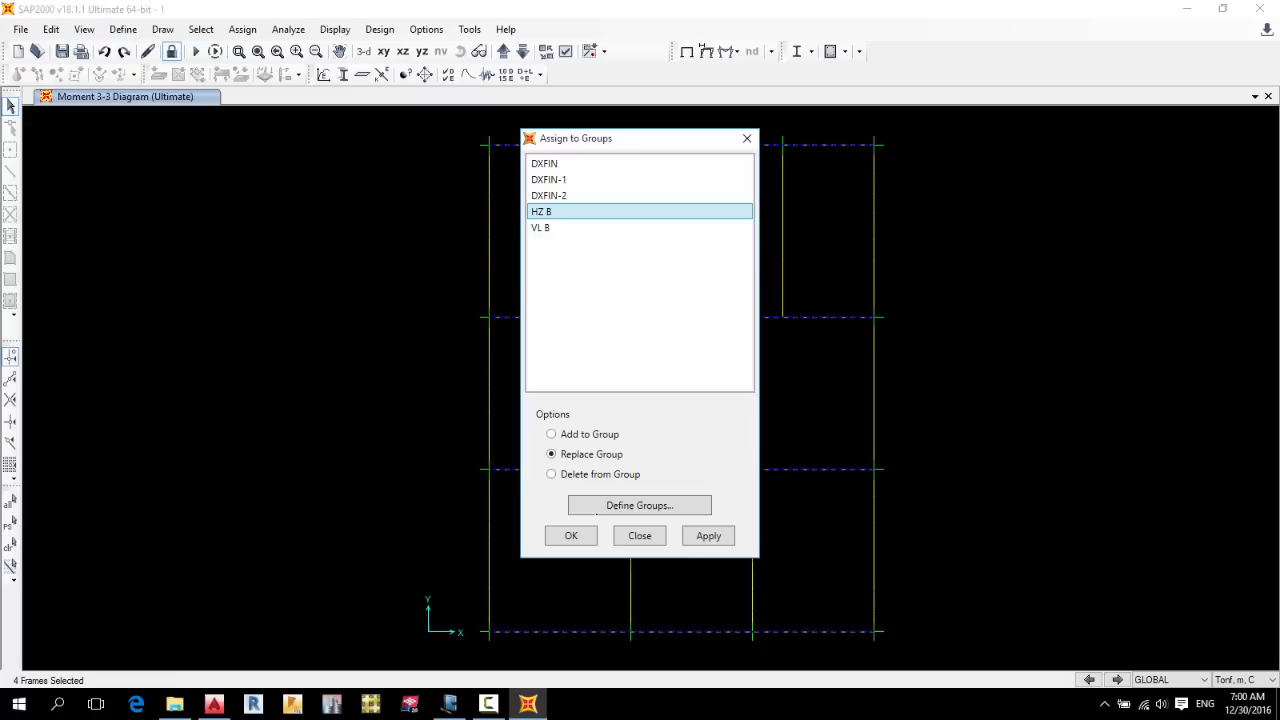 SAP2000 v18.1.1 Ultimate 64-bit - 1
File Edit View Define Draw Select Assign Analyze Display Design Options Tools Help
3-d xy xz yz nv nd
Moment 3-3 Diagram (Ultimate)
Assign to Groups
DXFIN
DXFIN-1
DXFIN-2
HZ B
VL B
Options
Add to Group
Replace Group
Delete from Group
Define Groups...
OK Close Apply
all
ps
clr
Y
X
4 Frames Selected
GLOBAL
Tonf, m, C
ENG
7:00 AM
12/30/2016